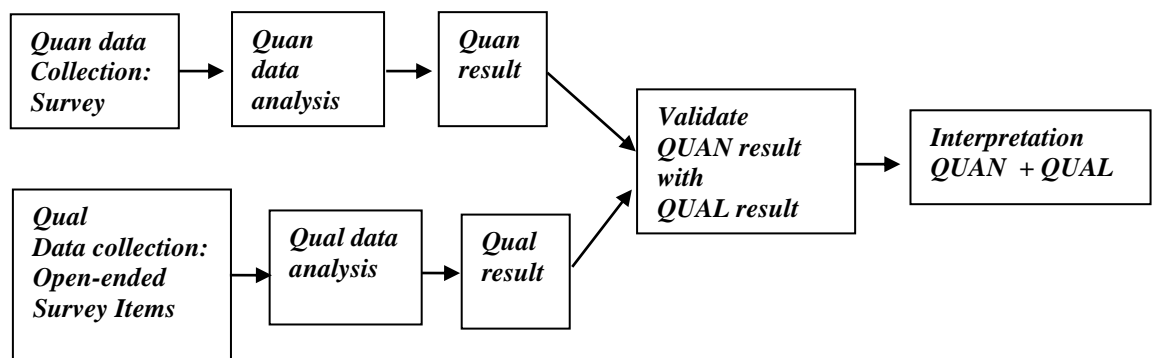 Quan data
Collection:
Survey
Quan
data
analysis
Quan
result
Validate
QUAN result
with
QUAL result
Interpretation
QUAN + QUAL
Qual
Data collection:
Open-ended
Survey Items
Qual data
analysis
Qual
result